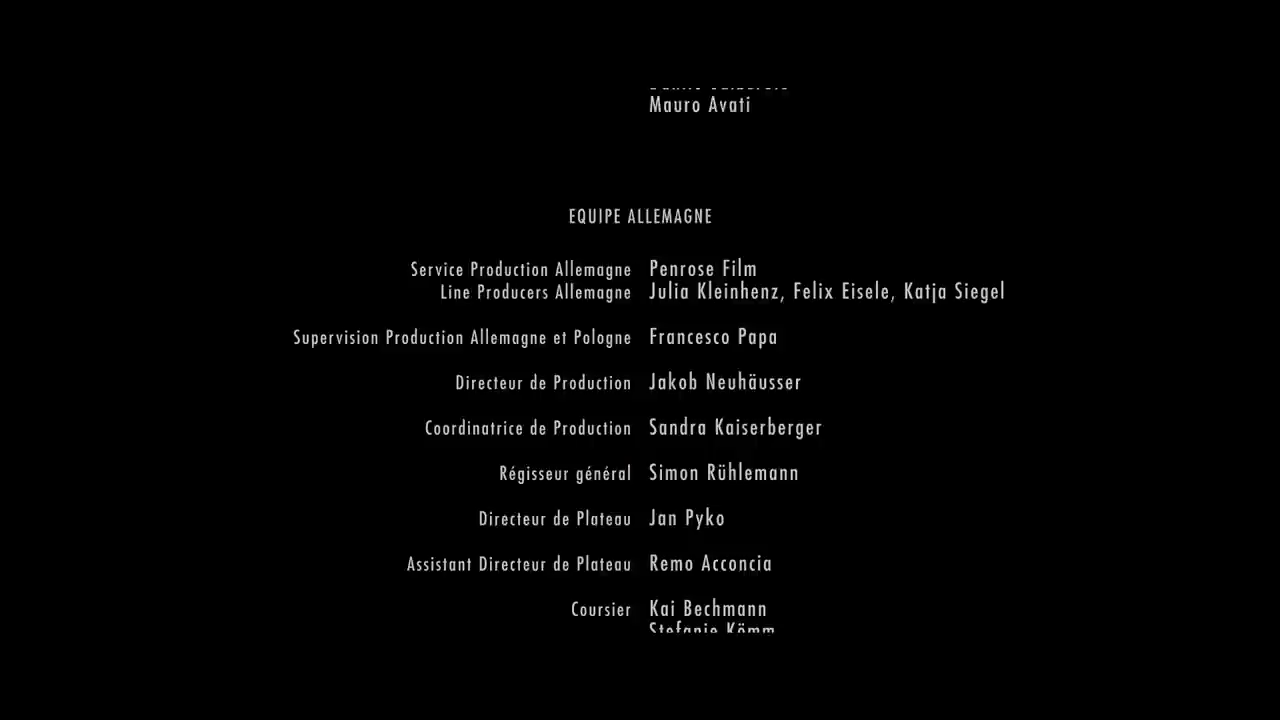 Mauro Avati
EQUIPE ALLEMAGNE
Service Production Allemagne Penrose Film
Line Producers Allemagne Julia Kleinhenz, Felix Eisele, Katja Siegel
Supervision Production Allemagne et Pologne Francesco Papa
Directeur de Production Jakob Neuhäusser
Coordinatrice de Production Sandra Kaiserberger
Régisseur général Simon Rühlemann
Directeur de Plateau Jan Pyko
Assistant Directeur de Plateau Remo Acconcia
Coursier Kai Bechmann
Stefanie Kömm